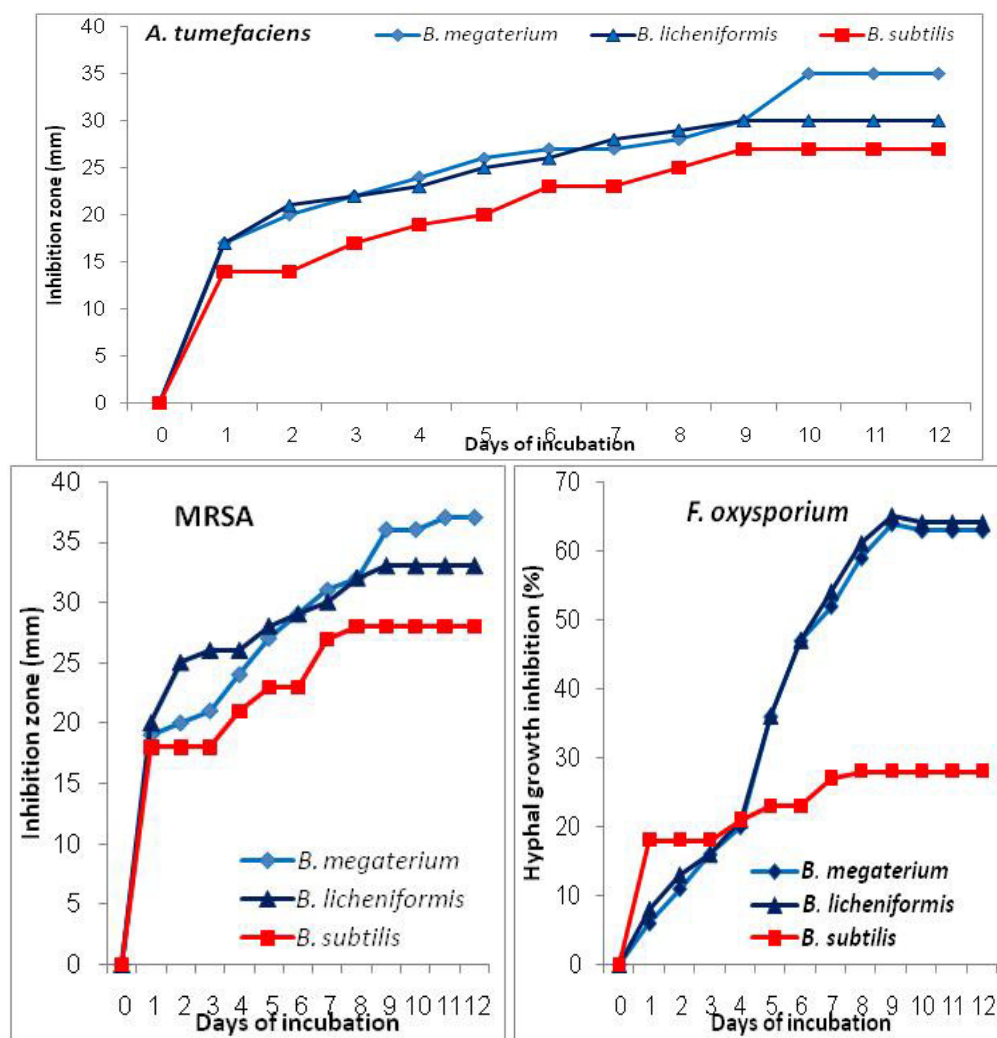 A. tumefaciens
B. megaterium B. licheniformis B. subtilis
Inhibition zone (mm)
40
35
30
25
20
15
10
5
0
0 1 2 3 4 5 6 7 8 9 10 11 12
Days of incubation
MRSA
Inhibition zone (mm)
40
35
30
25
20
15
10
5
0
B. megaterium
B. licheniformis
B. subtilis
0 1 2 3 4 5 6 7 8 9 10 11 12
Days of incubation
F. oxysporium
Hyphal growth inhibition (%)
70
60
50
40
30
20
10
0
B. megaterium
B. licheniformis
B. subtilis
0 1 2 3 4 5 6 7 8 9 10 11 12
Days of incubation